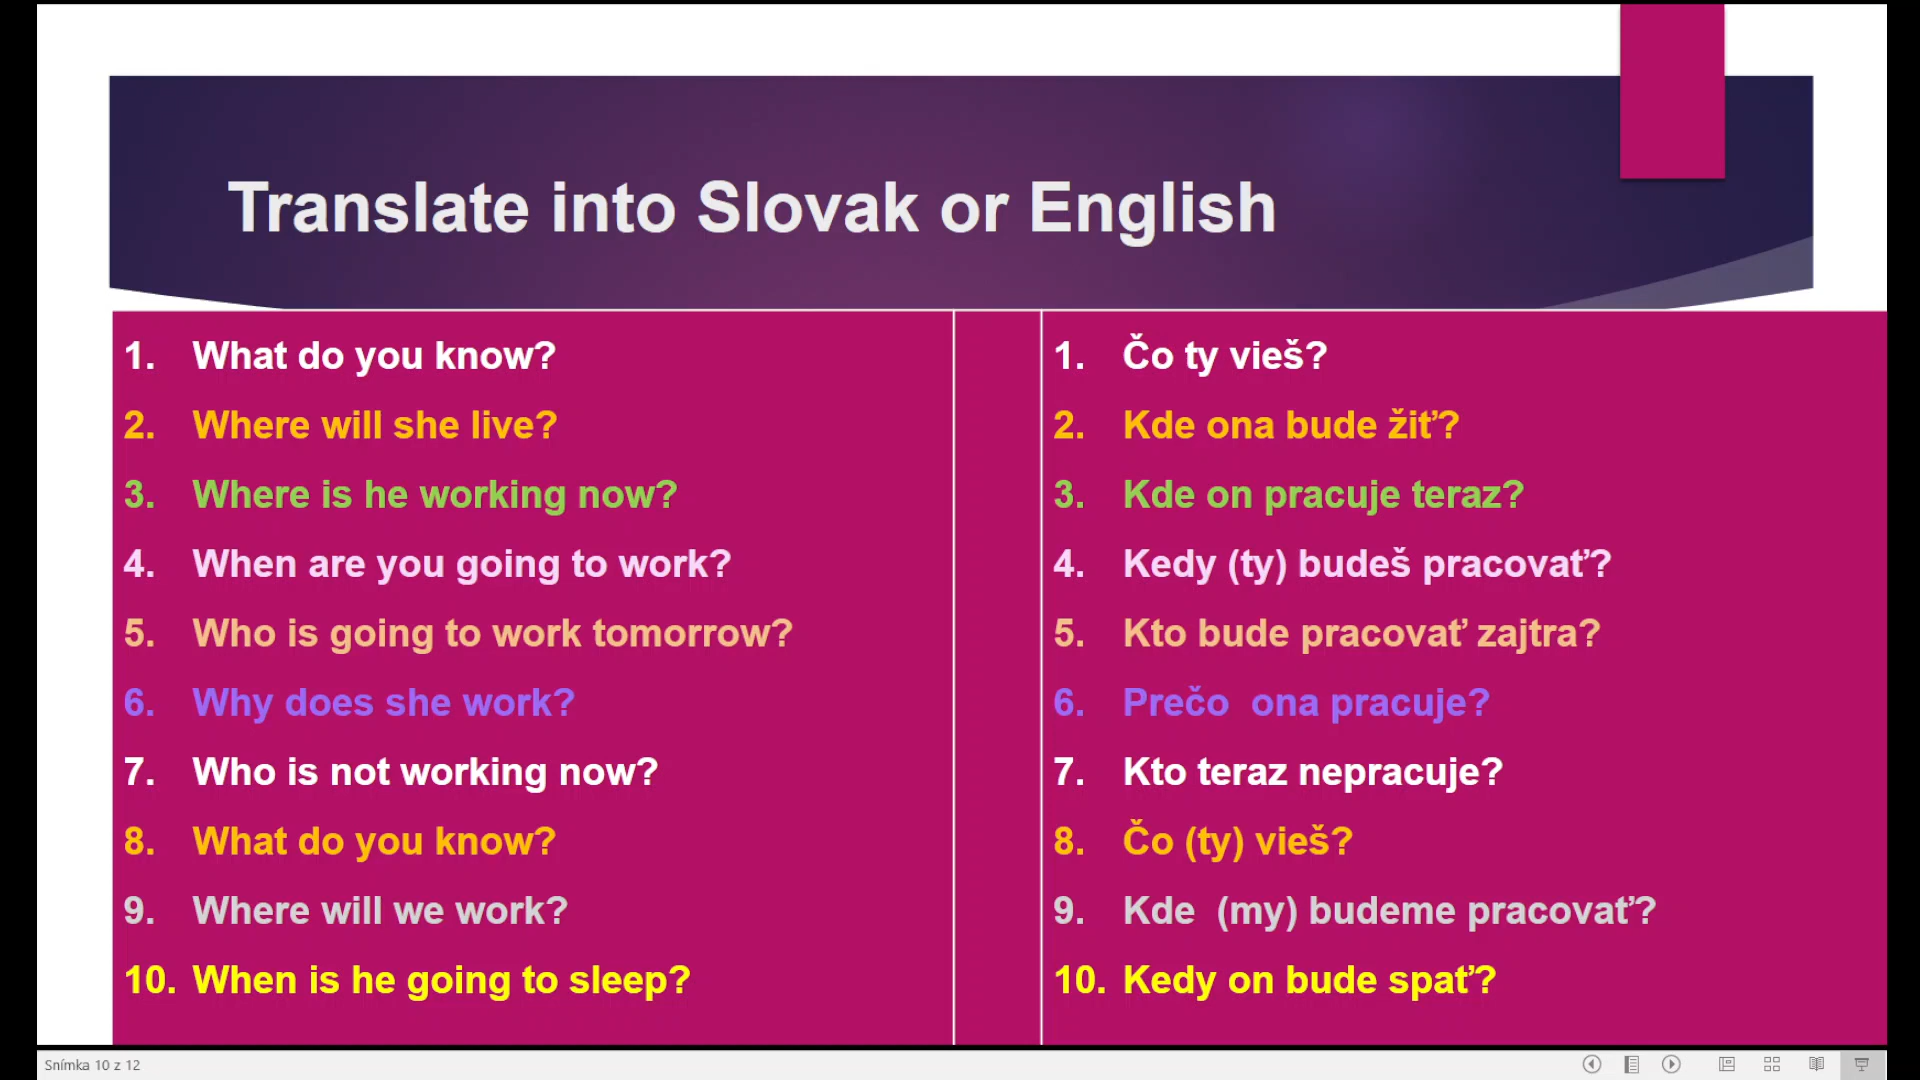 Translate into Slovak or English
1. What do you know?
2. Where will she live?
3. Where is he working now?
4. When are you going to work?
5. Who is going to work tomorrow?
6. Why does she work?
7. Who is not working now?
8. What do you know?
9. Where will we work?
10. When is he going to sleep?
1. Čo ty vieš?
2. Kde ona bude žiť?
3. Kde on pracuje teraz?
4. Kedy (ty) budeš pracovať?
5. Kto bude pracovať zajtra?
6. Prečo  ona pracuje?
7. Kto teraz nepracuje?
8. Čo (ty) vieš?
9. Kde  (my) budeme pracovať?
10. Kedy on bude spať?
Snímka 10 z 12